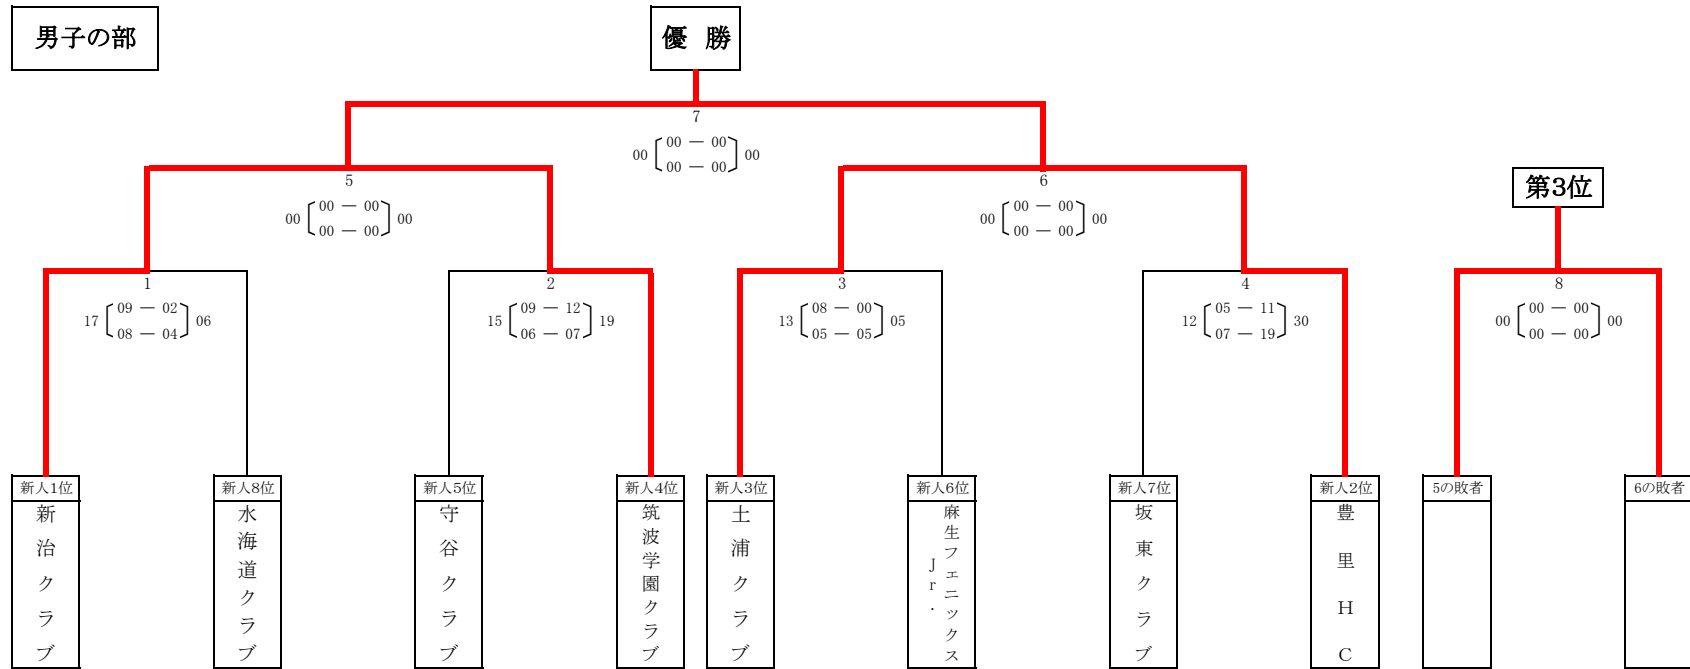 男子の部
優 勝
7
00 00 － 00 00
00 － 00
5
00 00 － 00 00
00 － 00
6
00 00 － 00 00
00 － 00
第3位
1
17 09 － 02 06
08 － 04
2
15 09 － 12 19
06 － 07
3
13 08 － 00 05
05 － 05
4
12 05 － 11 30
07 － 19
8
00 00 － 00 00
00 － 00
新人1位
新治クラブ
新人8位
水海道クラブ
新人5位
守谷クラブ
新人4位
筑波学園クラブ
新人3位
土浦クラブ
新人6位
麻生フェニックス
Jr.
新人7位
坂東クラブ
新人2位
豊里HC
5の敗者
6の敗者